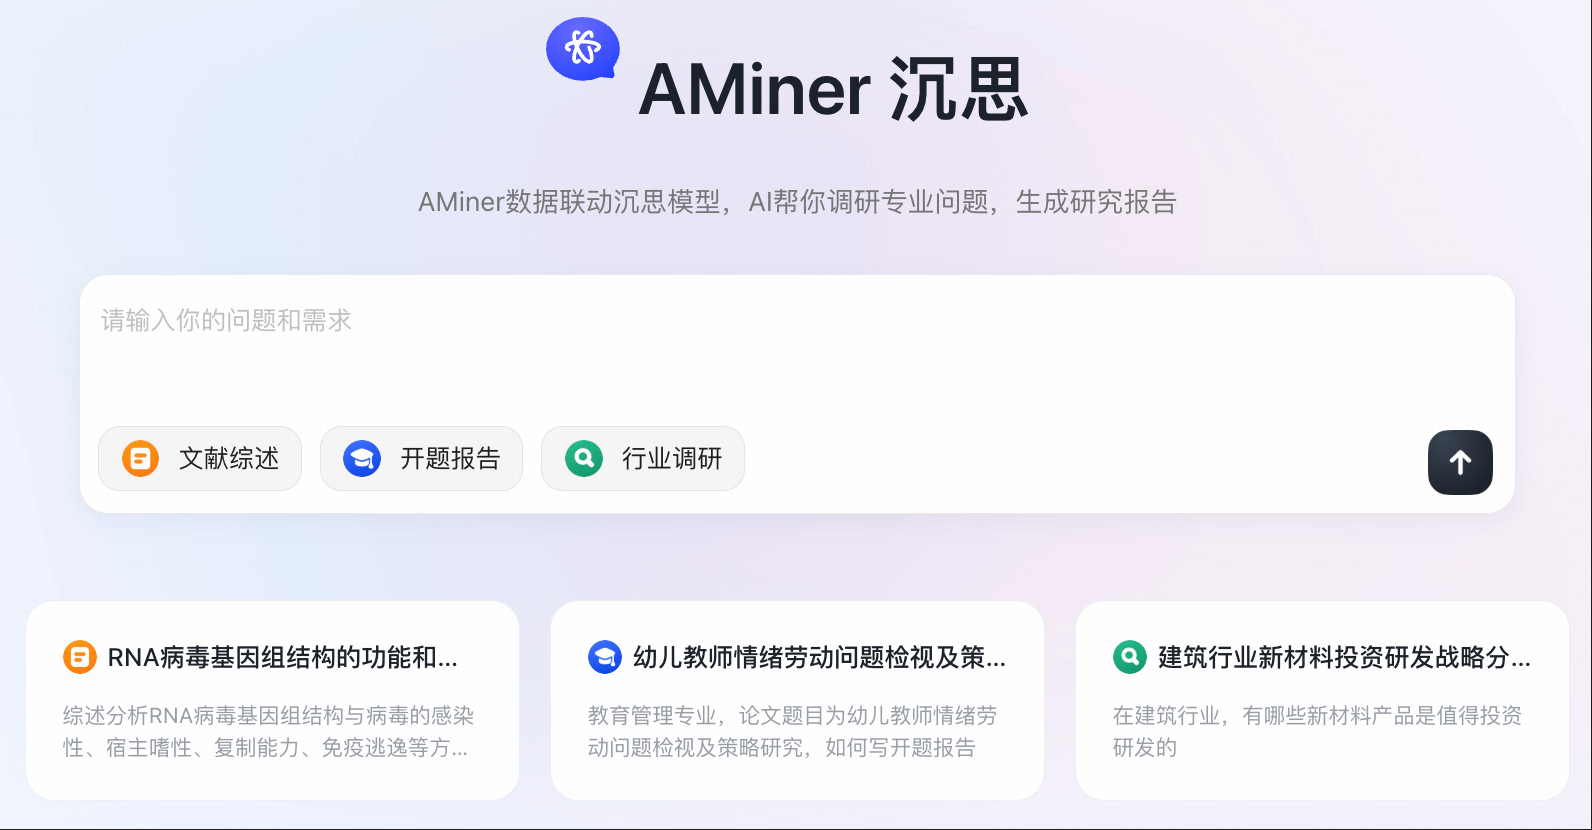 AMiner 沉思
AMiner数据联动沉思模型，AI帮你调研专业问题，生成研究报告
请输入你的问题和需求
文献综述
开题报告
行业调研
RNA病毒基因组结构的功能和...
综述分析RNA病毒基因组结构与病毒的感染
性、宿主嗜性、复制能力、免疫逃逸等方...
幼儿教师情绪劳动问题检视及策...
教育管理专业，论文题目为幼儿教师情绪劳
动问题检视及策略研究，如何写开题报告
建筑行业新材料投资研发战略分...
在建筑行业，有哪些新材料产品是值得投资
研发的